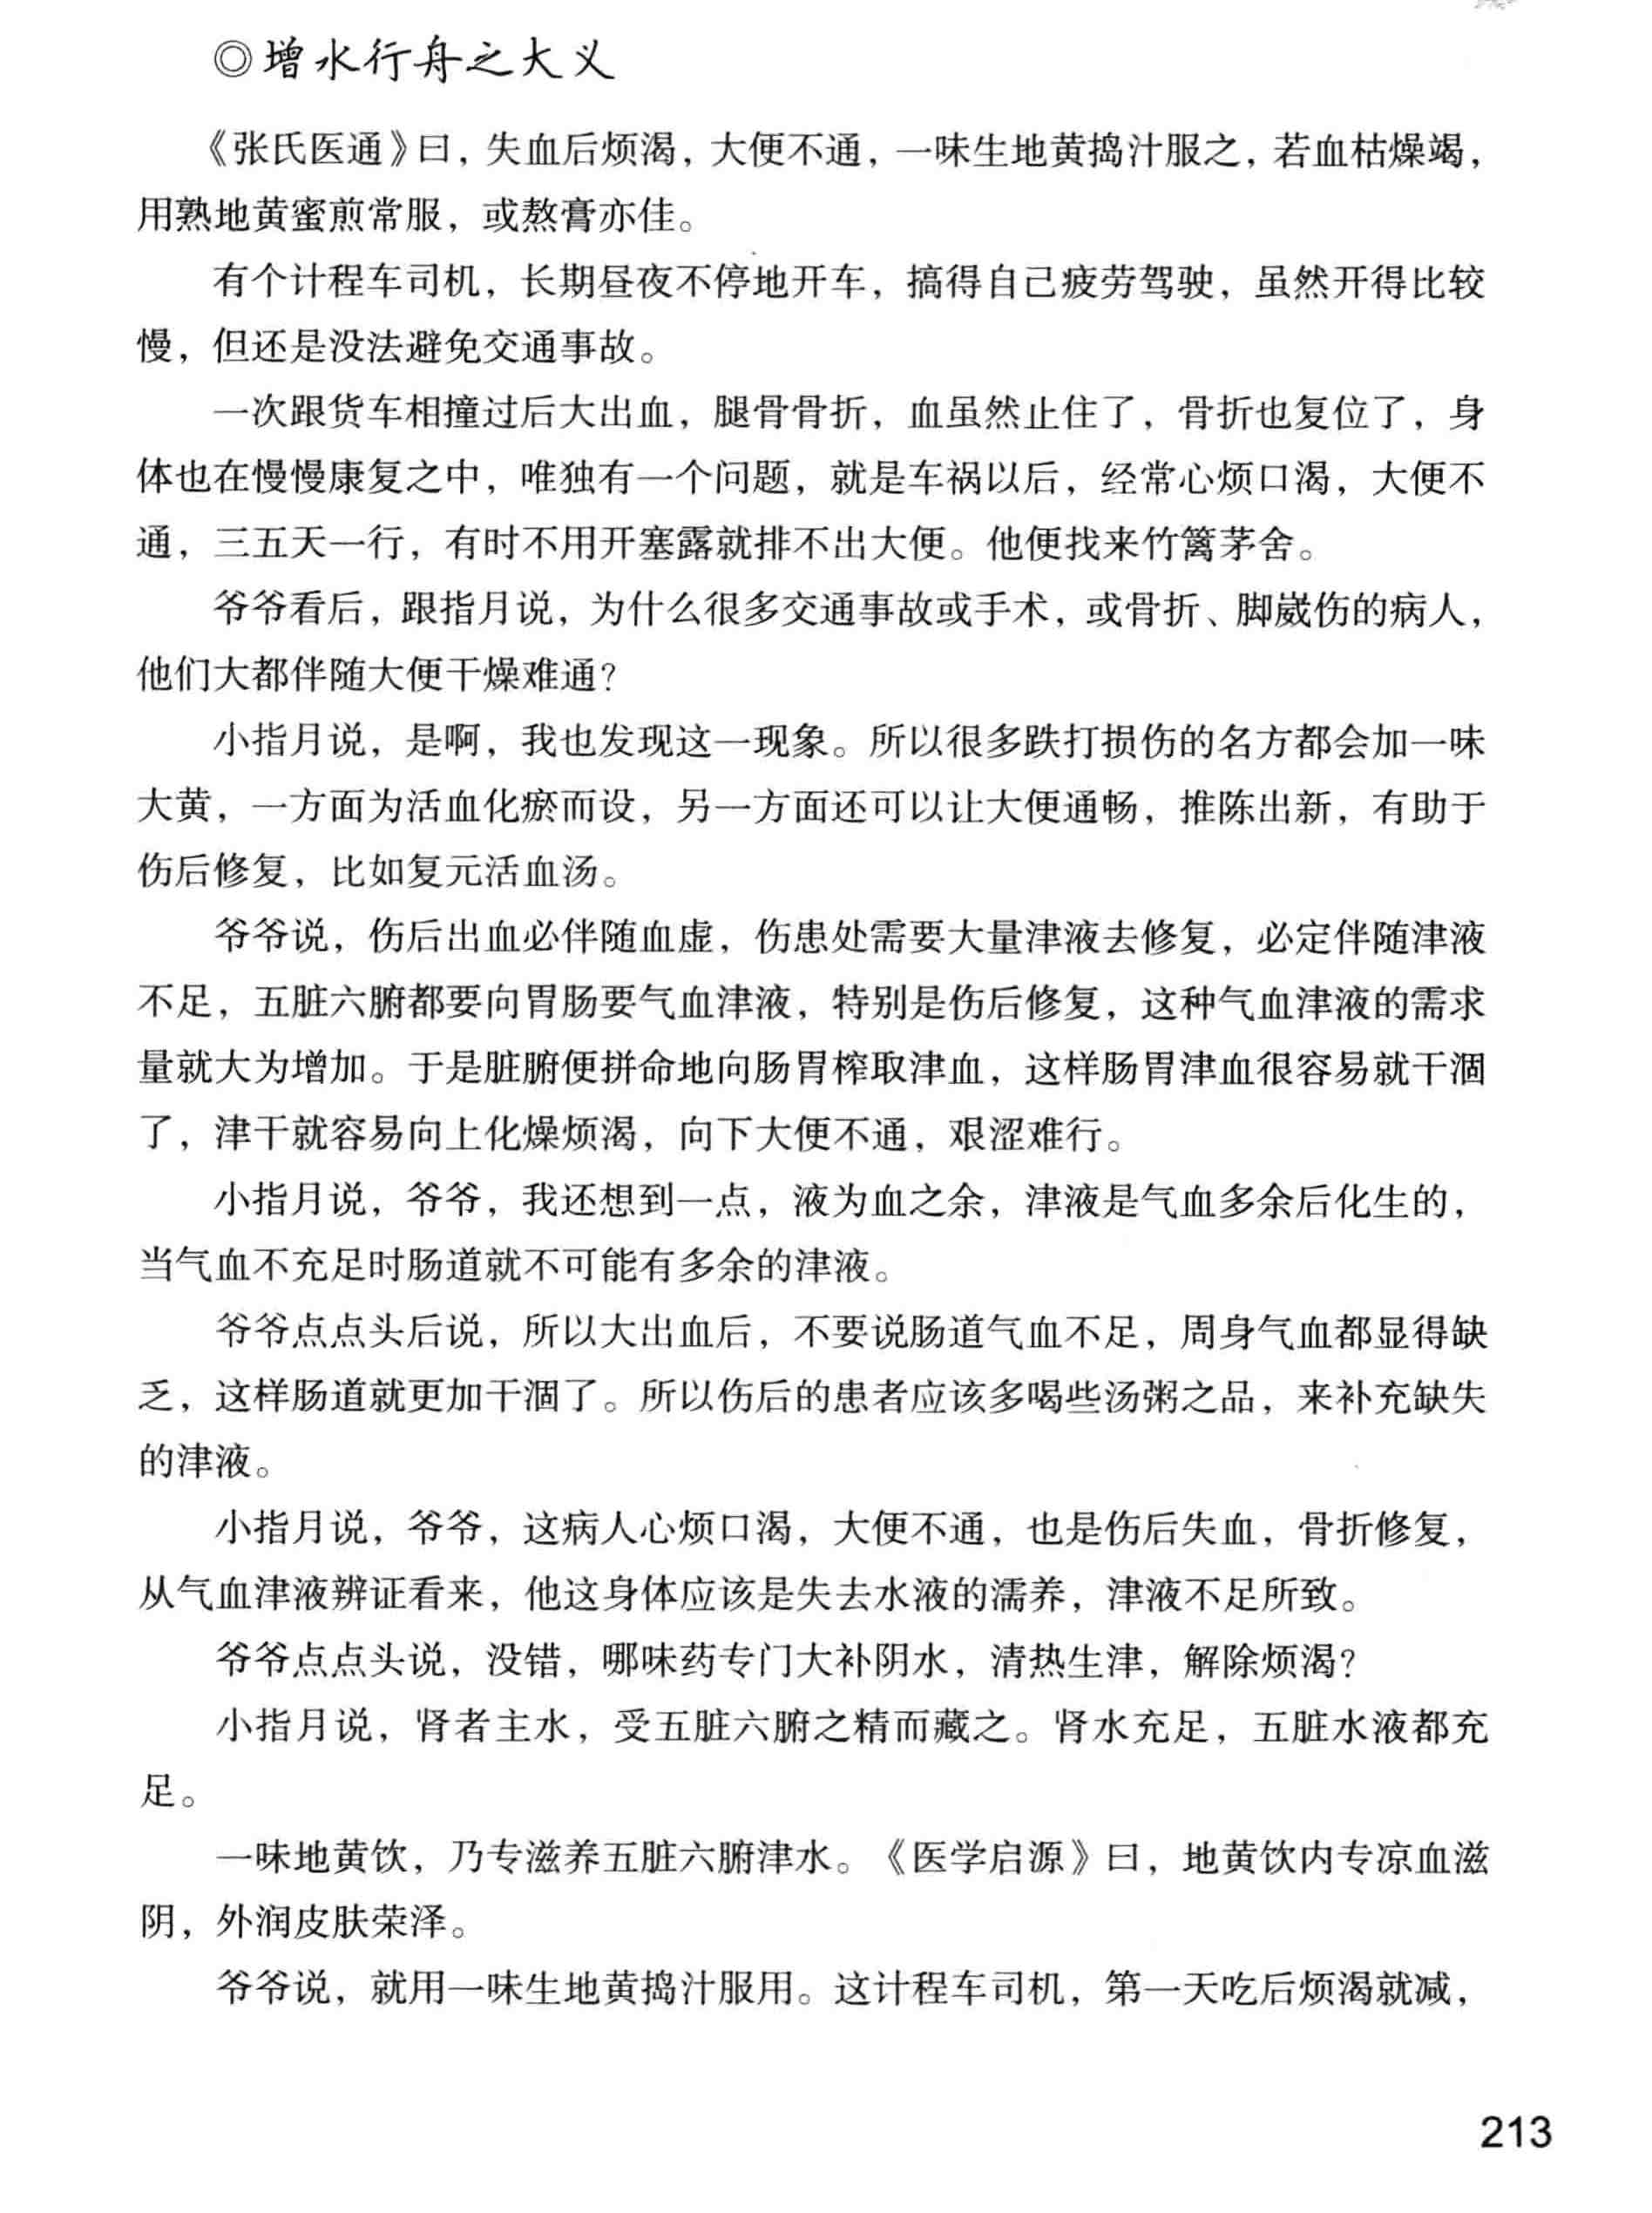 ◎增水行舟之大义
《张氏医通》曰，失血后烦渴，大便不通，一味生地黄捣汁服之，若血枯燥竭，
用熟地黄蜜煎常服，或熬膏亦佳。
有个计程车司机，长期昼夜不停地开车，搞得自己疲劳驾驶，虽然开得比较
慢，但还是没法避免交通事故。
一次跟货车相撞过后大出血，腿骨骨折，血虽然止住了，骨折也复位了，身
体也在慢慢康复之中，唯独有一个问题，就是车祸以后，经常心烦口渴，大便不
通，三五天一行，有时不用开塞露就排不出大便。他便找来竹篱茅舍。
爷爷看后，跟指月说，为什么很多交通事故或手术，或骨折、脚崴伤的病人，
他们大都伴随大便干燥难通？
小指月说，是啊，我也发现这一现象。所以很多跌打损伤的名方都会加一味
大黄，一方面为活血化瘀而设，另一方面还可以让大便通畅，推陈出新，有助于
伤后修复，比如复元活血汤。
爷爷说，伤后出血必伴随血虚，伤患处需要大量津液去修复，必定伴随津液
不足，五脏六腑都要向胃肠要气血津液，特别是伤后修复，这种气血津液的需求
量就大为增加。于是脏腑便拼命地向肠胃榨取津血，这样肠胃津血很容易就干涸
了，津干就容易向上化燥烦渴，向下大便不通，艰涩难行。
小指月说，爷爷，我还想到一点，液为血之余，津液是气血多余后化生的，
当气血不充足时肠道就不可能有多余的津液。
爷爷点点头后说，所以大出血后，不要说肠道气血不足，周身气血都显得缺
乏，这样肠道就更加干涸了。所以伤后的患者应该多喝些汤粥之品，来补充缺失
的津液。
小指月说，爷爷，这病人心烦口渴，大便不通，也是伤后失血，骨折修复，
从气血津液辨证看来，他这身体应该是失去水液的濡养，津液不足所致。
爷爷点点头说，没错，哪味药专门大补阴水，清热生津，解除烦渴？
小指月说，肾者主水，受五脏六腑之精而藏之。肾水充足，五脏水液都充
足。
一味地黄饮，乃专滋养五脏六腑津水。《医学启源》曰，地黄饮内专凉血滋
阴，外润皮肤荣泽。
爷爷说，就用一味生地黄捣汁服用。这计程车司机，第一天吃后烦渴就减，
213